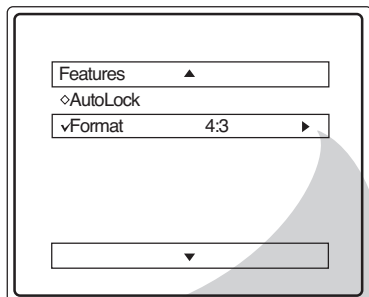 Features ▲
◇AutoLock
✓Format 4:3 ▶
▼